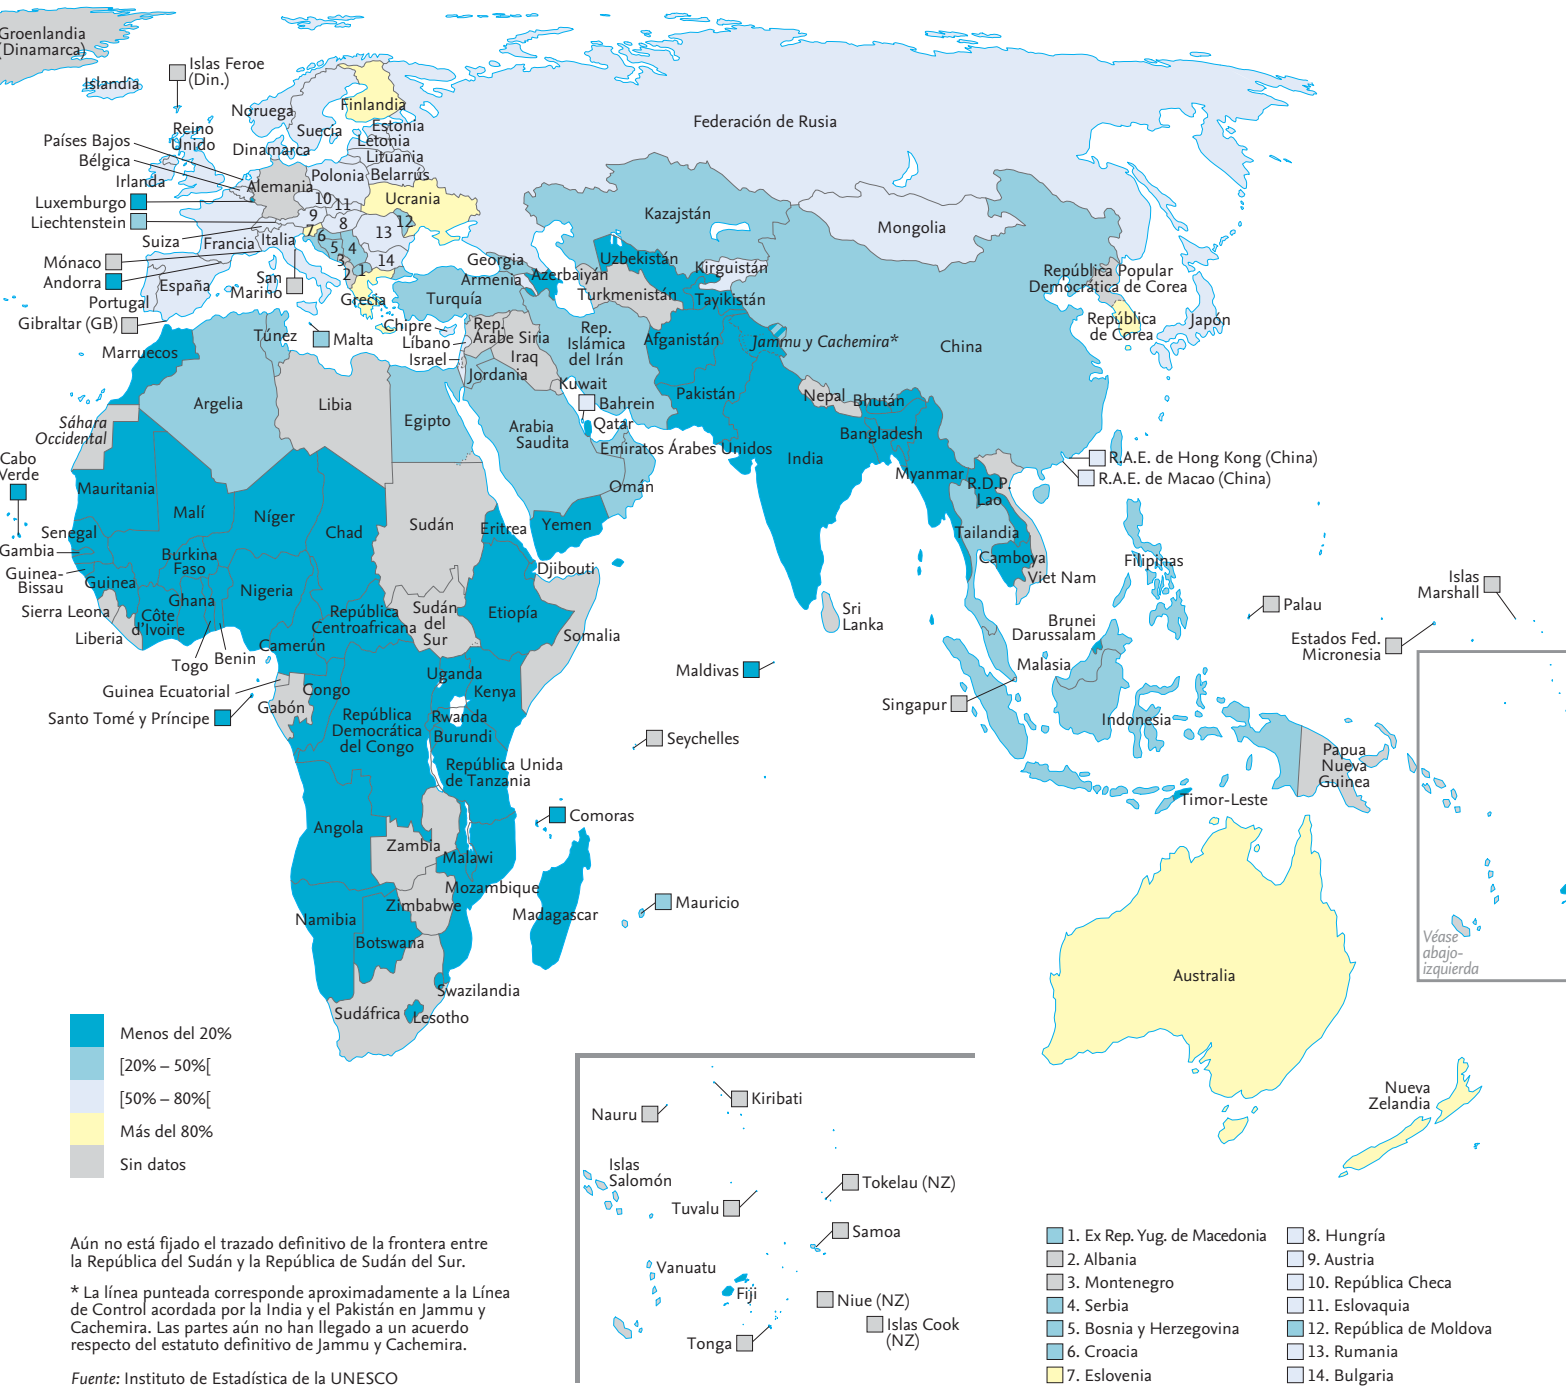 Groenlandia
(Dinamarca)
Islandia
Islas Feroe
(Din.)
Noruega
Suecia
Finlandia
Federación de Rusia
Reino
Unido
Dinamarca
Estonia
Letonia
Lituania
Belarrús
Polonia
Países Bajos
Bélgica
Irlanda
Alemania
Luxemburgo
Liechtenstein
Suiza
Francia
Italia
Mónaco
Andorra
España
Portugal
Gibraltar (GB)
San
Marino
Ucrania
10
11
9
8
7
6
12
13
5
4
3
14
2
1
Grecia
Georgia
Armenia
Azerbaiyán
Turquía
Kazajstán
Mongolia
Uzbekistán
Kirguistán
Turkmenistán
Tayikistán
República Popular
Democrática de Corea
República
de Corea
Japón
Marruecos
Túnez
Malta
Chipre
Líbano
Israel
Rep.
Árabe Siria
Iraq
Jordania
Rep.
Islámica
del Irán
Afganistán
Jammu y Cachemira*
China
Kuwait
Bahrein
Qatar
Pakistán
Nepal
Bhután
Argelia
Libia
Egipto
Arabia
Saudita
Emiratos Árabes Unidos
Bangladesh
India
Myanmar
R.A.E. de Hong Kong (China)
R.A.E. de Macao (China)
R.D.P.
Lao
Omán
Sáhara
Occidental
Cabo
Verde
Mauritania
Malí
Níger
Chad
Sudán
Eritrea
Yemen
Tailandia
Camboya
Viet Nam
Filipinas
Senegal
Gambia
Guinea-
Bissau
Guinea
Burkina
Faso
Sierra Leona
Liberia
Côte
d'Ivoire
Ghana
Togo
Benin
Nigeria
Camerún
República
Centroafricana
Sudán
del
Sur
Etiopía
Djibouti
Somalia
Sri
Lanka
Brunei
Darussalam
Malasia
Palau
Islas
Marshall
Estados Fed.
Micronesia
Maldivas
Singapur
Indonesia
Guinea Ecuatorial
Santo Tomé y Príncipe
Gabón
Congo
República
Democrática
del Congo
Uganda
Kenya
Rwanda
Burundi
República Unida
de Tanzania
Seychelles
Papua
Nueva
Guinea
Timor-Leste
Comoras
Angola
Zambia
Malawi
Mozambique
Zimbabwe
Madagascar
Mauricio
Namibia
Botswana
Swazilandia
Sudáfrica
Lesotho
Australia
Nueva
Zelandia
Véase
abajo-
izquierda
Menos del 20%
[20% – 50%[
[50% – 80%[
Más del 80%
Sin datos
Nauru
Kiribati
Islas
Salomón
Tuvalu
Tokelau (NZ)
Samoa
Vanuatu
Fiji
Niue (NZ)
Islas Cook
(NZ)
Tonga
Aún no está fijado el trazado definitivo de la frontera entre
la República del Sudán y la República de Sudán del Sur.
* La línea punteada corresponde aproximadamente a la Línea
de Control acordada por la India y el Pakistán en Jammu y
Cachemira. Las partes aún no han llegado a un acuerdo
respecto del estatuto definitivo de Jammu y Cachemira.
Fuente: Instituto de Estadística de la UNESCO
1. Ex Rep. Yug. de Macedonia
2. Albania
3. Montenegro
4. Serbia
5. Bosnia y Herzegovina
6. Croacia
7. Eslovenia
8. Hungría
9. Austria
10. República Checa
11. Eslovaquia
12. República de Moldova
13. Rumania
14. Bulgaria